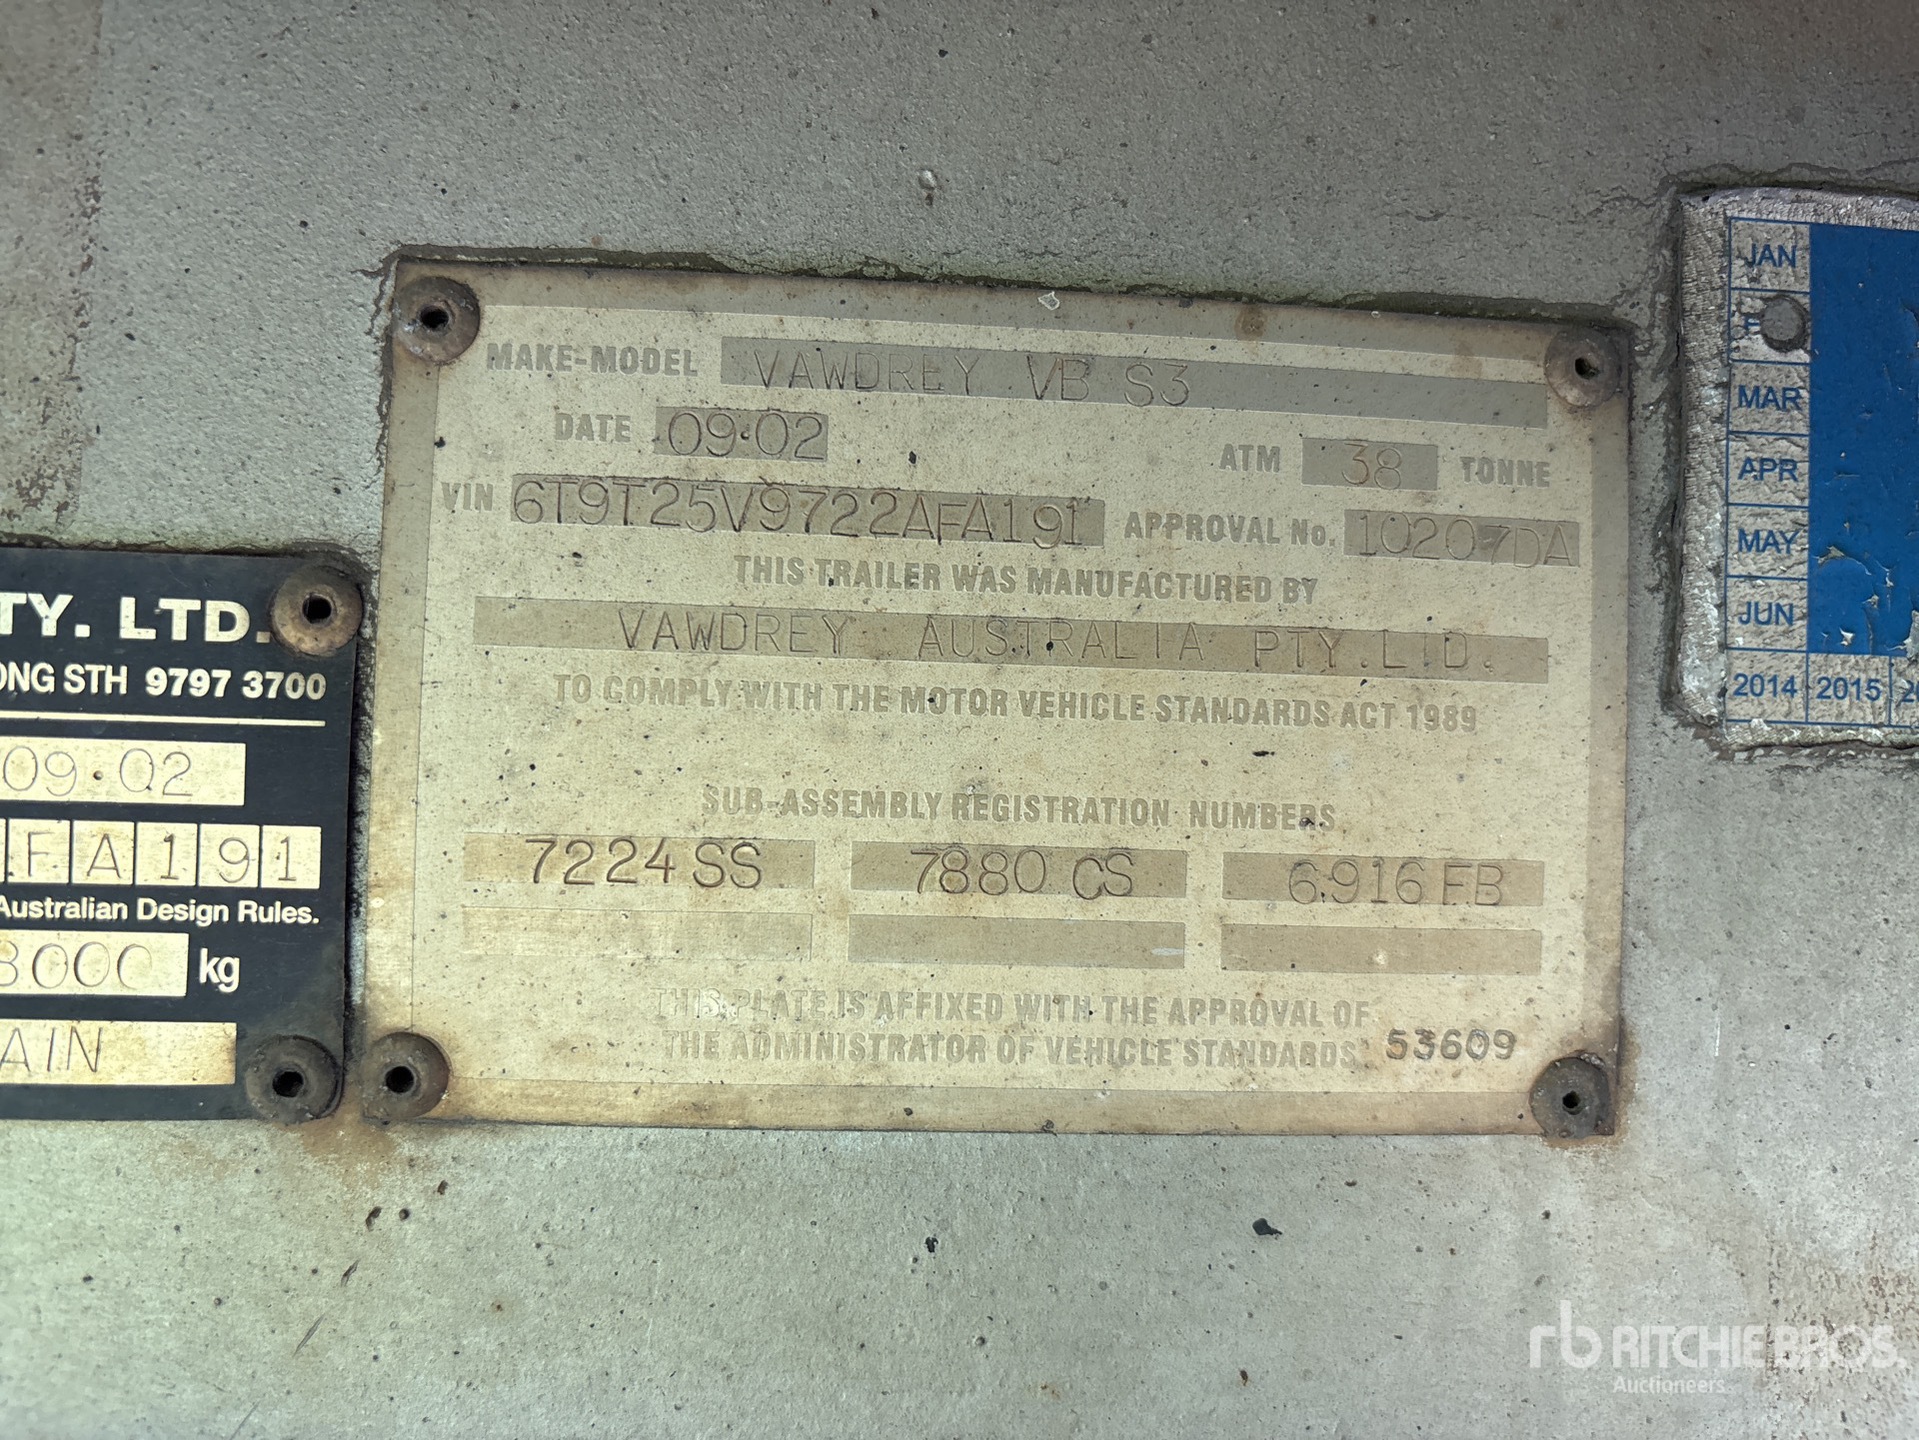 MAKE-MODEL VAWDREY VB S3
DATE 09·02
ATM 38 TONNE
VIN 6T9T25V9722AFA191 APPROVAL No. 10207DA
THIS TRAILER WAS MANUFACTURED BY
VAWDREY AUSTRALIA PTY.LTD.
TO COMPLY WITH THE MOTOR VEHICLE STANDARDS ACT 1989
SUB-ASSEMBLY REGISTRATION NUMBERS
7224 SS 7880 CS 6916 FB
THIS PLATE IS AFFIXED WITH THE APPROVAL OF
THE ADMINISTRATOR OF VEHICLE STANDARDS. 53609
TY. LTD.
ONG STH 9797 3700
09·02
F A 1 9 1
Australian Design Rules.
8000 kg
AIN
JAN
MAR
APR
MAY
JUN
2014 2015
RITCHIE BROS.
Auctioneers